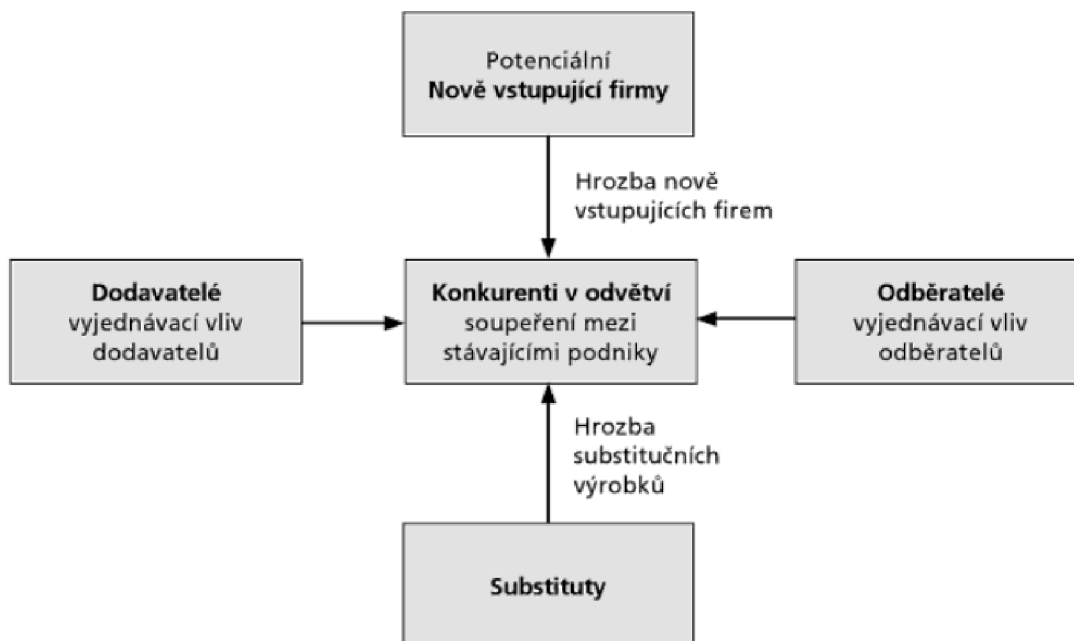 Potenciální
Nově vstupující firmy
Hrozba nově
vstupujících firem
Dodavatelé
vyjednávací vliv
dodavatelů
Konkurenti v odvětví
soupeření mezi
stávajícími podniky
Odběratelé
vyjednávací vliv
odběratelů
Hrozba
substitučních
výrobků
Substituty